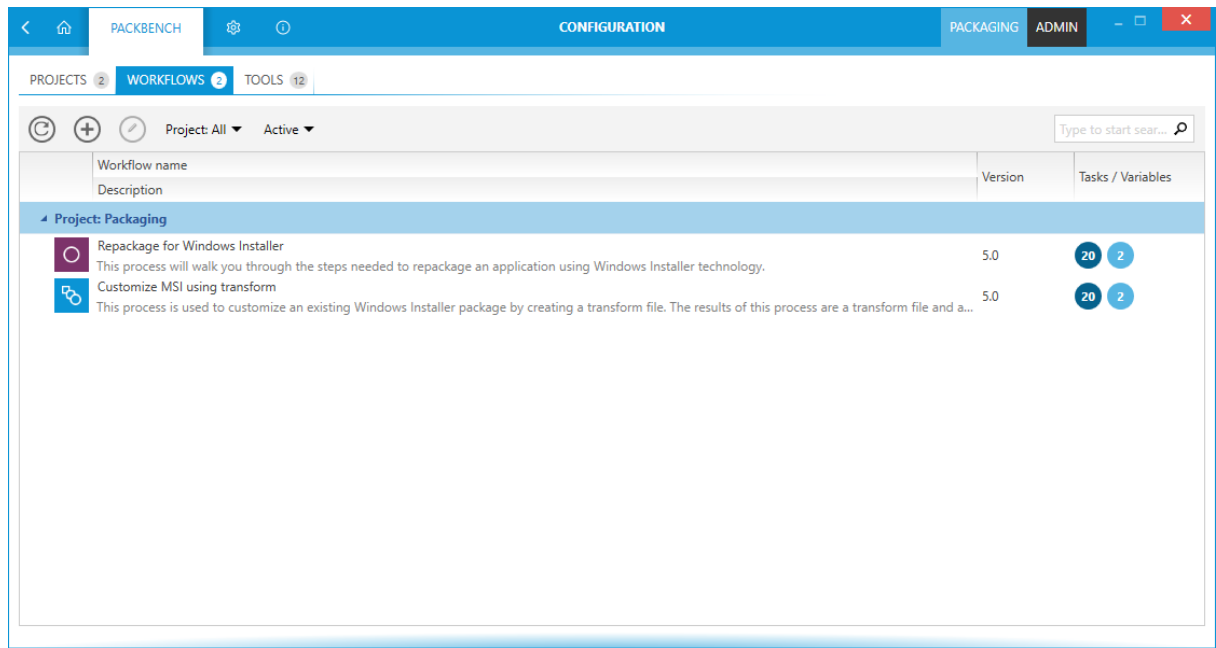 PACKBENCH
CONFIGURATION
PACKAGING
ADMIN
PROJECTS 2
WORKFLOWS 2
TOOLS 12
Project: All
Active
Type to start sear...
Workflow name
Description
Version
Tasks / Variables
Project: Packaging
Repackage for Windows Installer
This process will walk you through the steps needed to repackage an application using Windows Installer technology.
5.0
20 2
Customize MSI using transform
This process is used to customize an existing Windows Installer package by creating a transform file. The results of this process are a transform file and a...
5.0
20 2